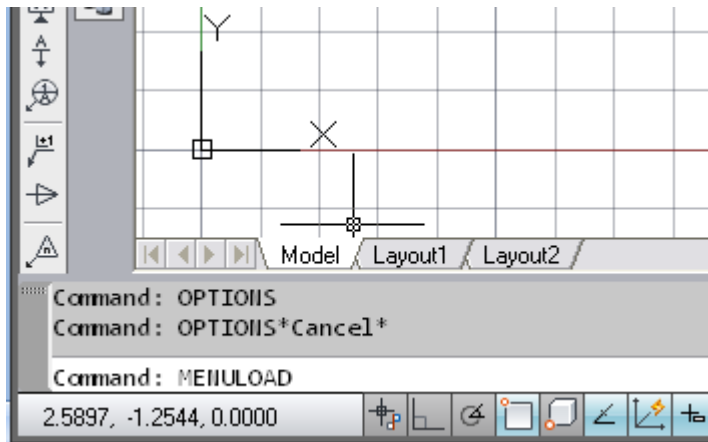 Y
X
Model Layout1 Layout2
Command: OPTIONS
Command: OPTIONS*Cancel*
Command: MENULOAD
2.5897, -1.2544, 0.0000